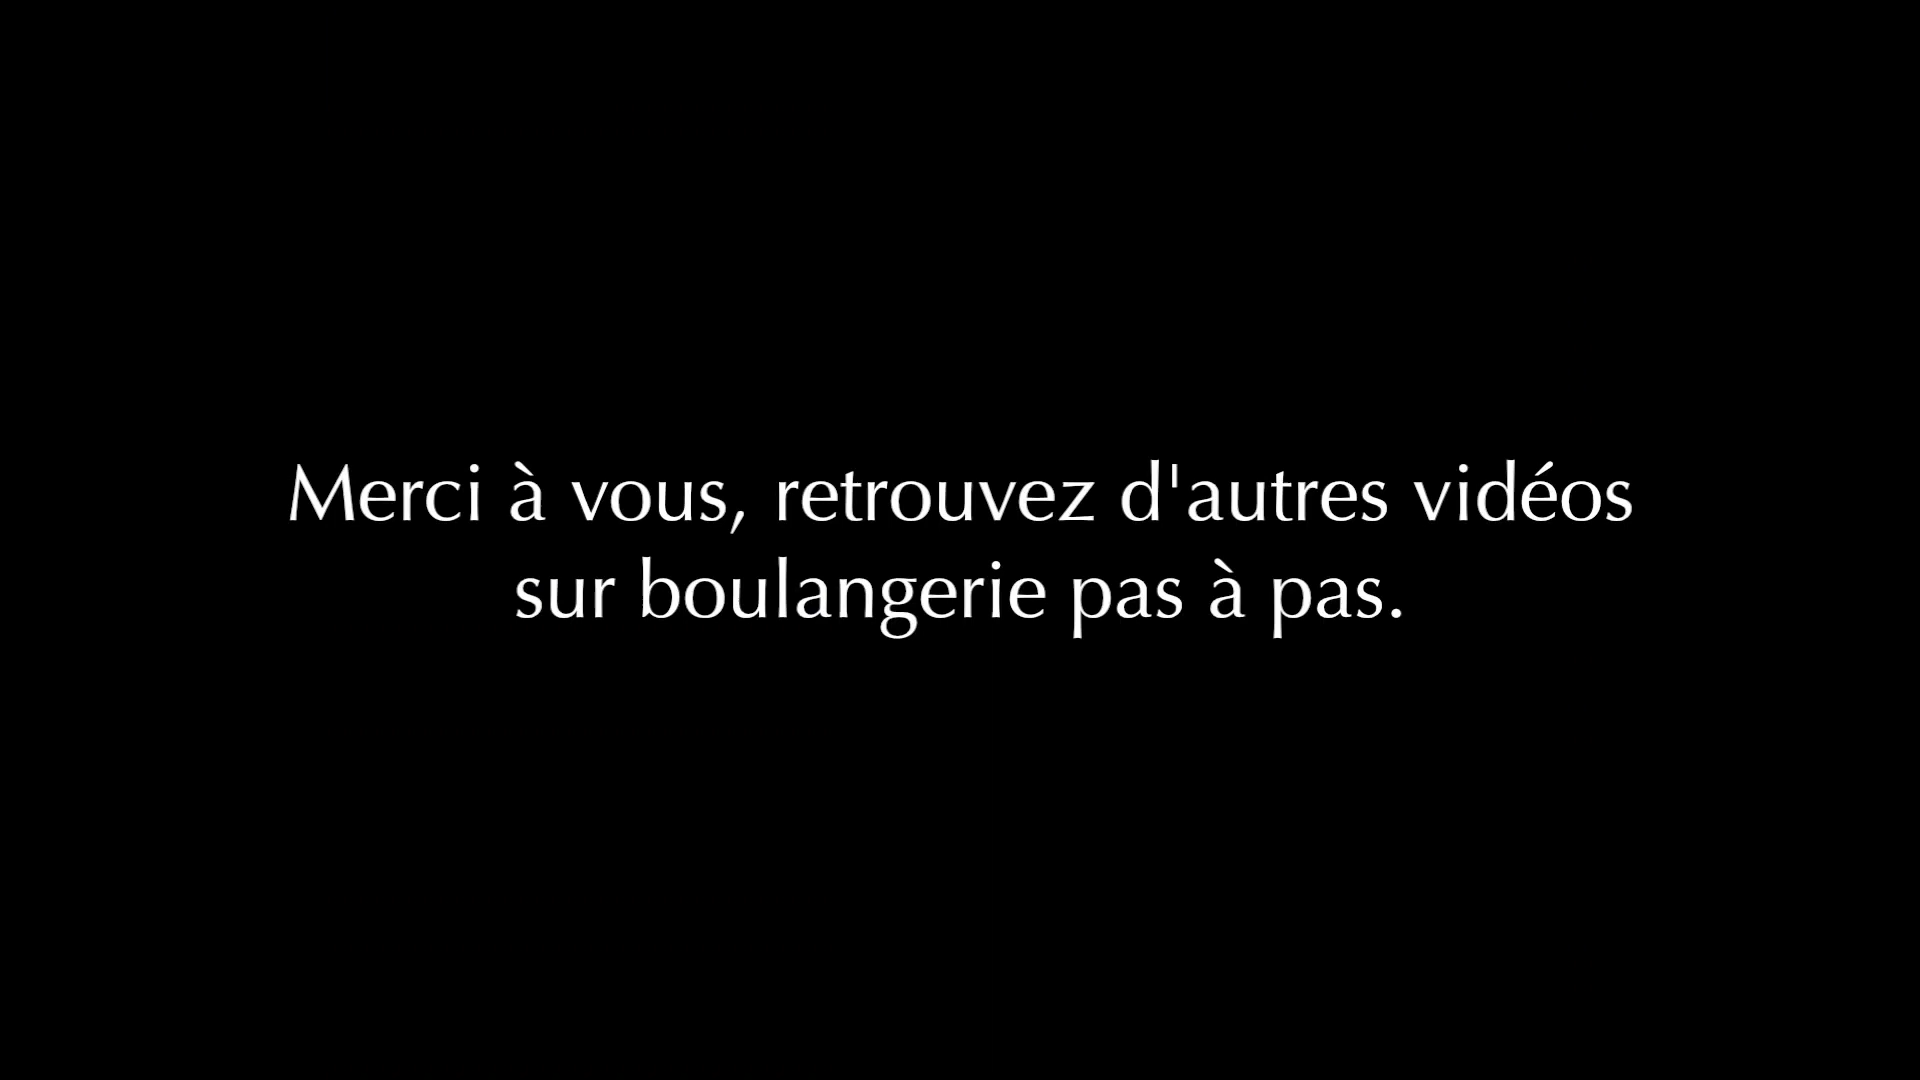 Merci à vous, retrouvez d'autres vidéos
sur boulangerie pas à pas.